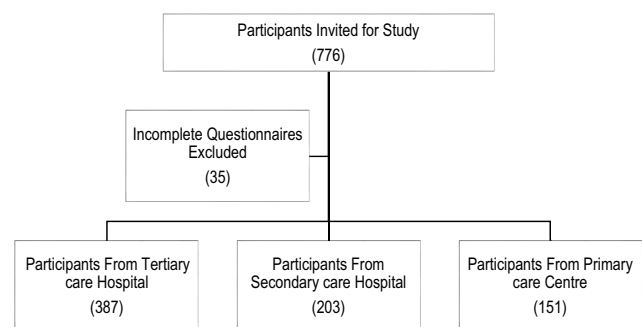 Participants Invited for Study
(776)
Incomplete Questionnaires
Excluded
(35)
Participants From Tertiary
care Hospital
(387)
Participants From
Secondary care Hospital
(203)
Participants From Primary
care Centre
(151)